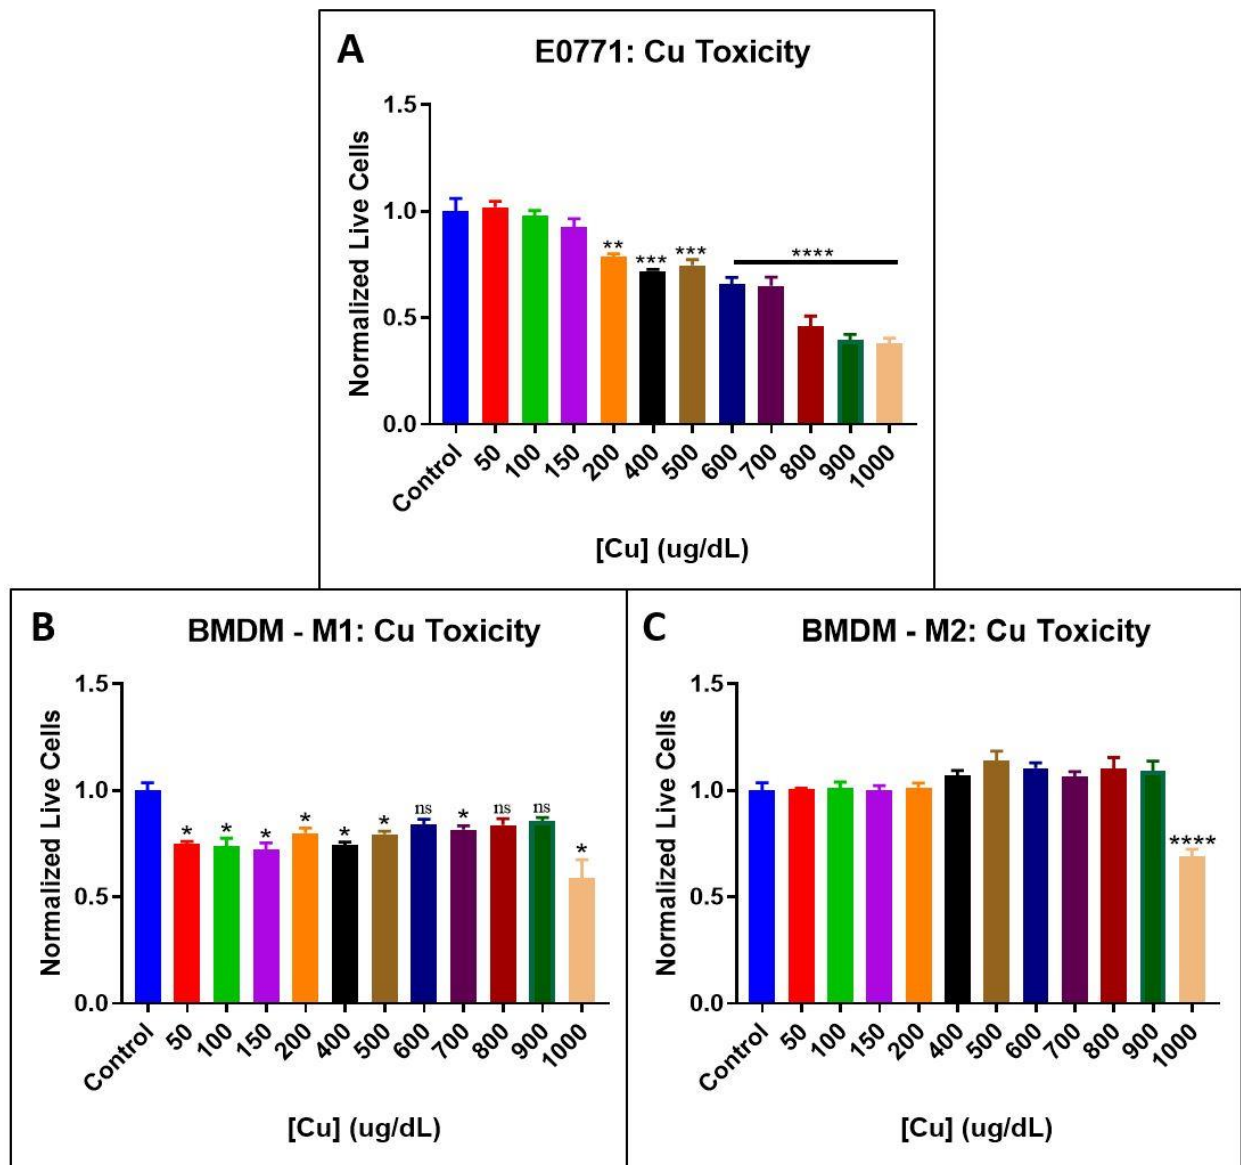 A
E0771: Cu Toxicity
Normalized Live Cells
1.5
1.0
0.5
0.0
** *** *** ****
Control 50 100 150 200 400 500 600 700 800 900 1000
[Cu] (ug/dL)
B
BMDM - M1: Cu Toxicity
Normalized Live Cells
1.5
1.0
0.5
0.0
* * * * * * ns * ns ns *
Control 50 100 150 200 400 500 600 700 800 900 1000
[Cu] (ug/dL)
C
BMDM - M2: Cu Toxicity
Normalized Live Cells
1.5
1.0
0.5
0.0
****
Control 50 100 150 200 400 500 600 700 800 900 1000
[Cu] (ug/dL)